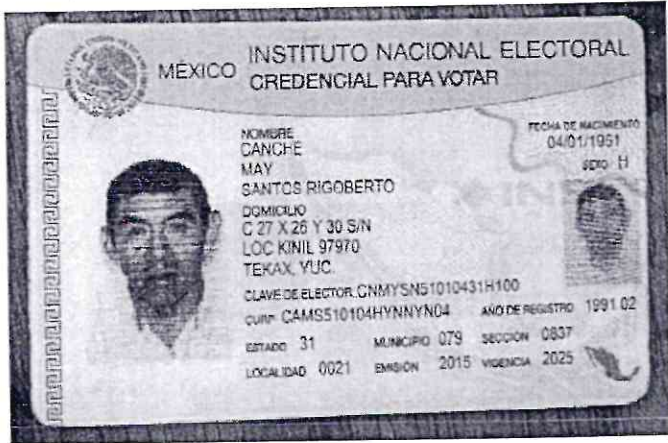 MÉXICO INSTITUTO NACIONAL ELECTORAL
CREDENCIAL PARA VOTAR
NOMBRE
CANCHE
MAY
SANTOS RIGOBERTO
FECHA DE NACIMIENTO
04/01/1951
SEXO H
DOMICILIO
C 27 X 26 Y 30 S/N
LOC KINIL 97970
TEKAX, YUC.
CLAVE DE ELECTOR CNMYSN51010431H100
CURP CAMS510104HYNNYN04 AÑO DE REGISTRO 1991 02
ESTADO 31 MUNICIPIO 079 SECCIÓN 0837
LOCALIDAD 0021 EMISIÓN 2015 VIGENCIA 2025